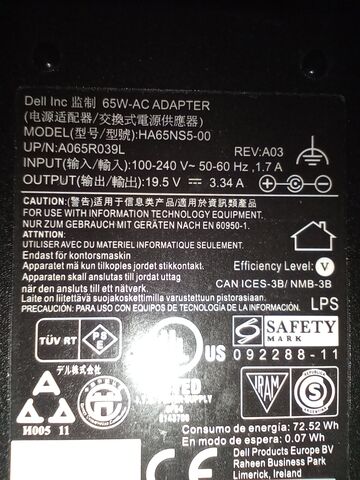 Dell Inc 监制 65W-AC ADAPTER
(电源适配器/交換式電源供應器)
MODEL(型号/型號):HA65NS5-00
UP/N:A065R039L REV:A03
INPUT(输入/輸入):100-240 V~ 50-60 Hz ,1.7 A
OUTPUT(输出/輸出):19.5 V⎓ 3.34 A
CAUTION:(警告)适用于信息类产品/適用於資訊類產品
FOR USE WITH INFORMATION TECHNOLOGY EQUIPMENT.
NUR ZUM GEBRAUCH MIT GERÄTEN NACH EN 60950-1.
ATTNTION:
UTILISER AVEC DU MATERIEL INFORMATIQUE SEULEMENT.
Endast för kontorsmaskin
Apparatet må kun tilkoples jordet stikkontakt.
Apparaten skall anslutas till jordat
när den ansluts till ett nätverk.
Laite on liitettävä suojakoskettimilla varustettuun pistorasiaan.
PRECAUCIÓN: PARA USO CON EQUIPOS DE TECNOLOGÍA DE LA INFORMACIÓN.
Efficiency Level: V
CAN ICES-3B/ NMB-3B
LPS
TÜV RT
US
SAFETY
MARK
092288-11
デル株式会社
I.T.E. POWER SUPPLY
IRAM
S
И005 11
Consumo de energía: 72.52 Wh
En modo de espera: 0.07 Wh
Dell Products Europe BV
Raheen Business Park
Limerick, Ireland
CE